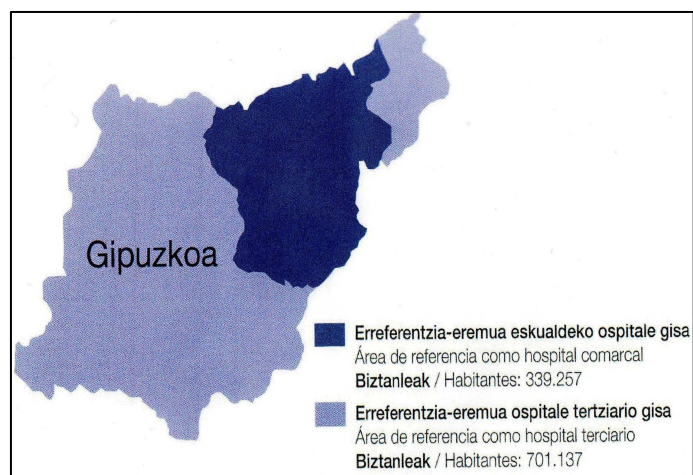 Gipuzkoa
Erreferentzia-eremua eskualdeko ospitale gisa
Área de referencia como hospital comarcal
Biztanleak / Habitantes: 339.257
Erreferentzia-eremua ospitale tertziario gisa
Área de referencia como hospital terciario
Biztanleak / Habitantes: 701.137